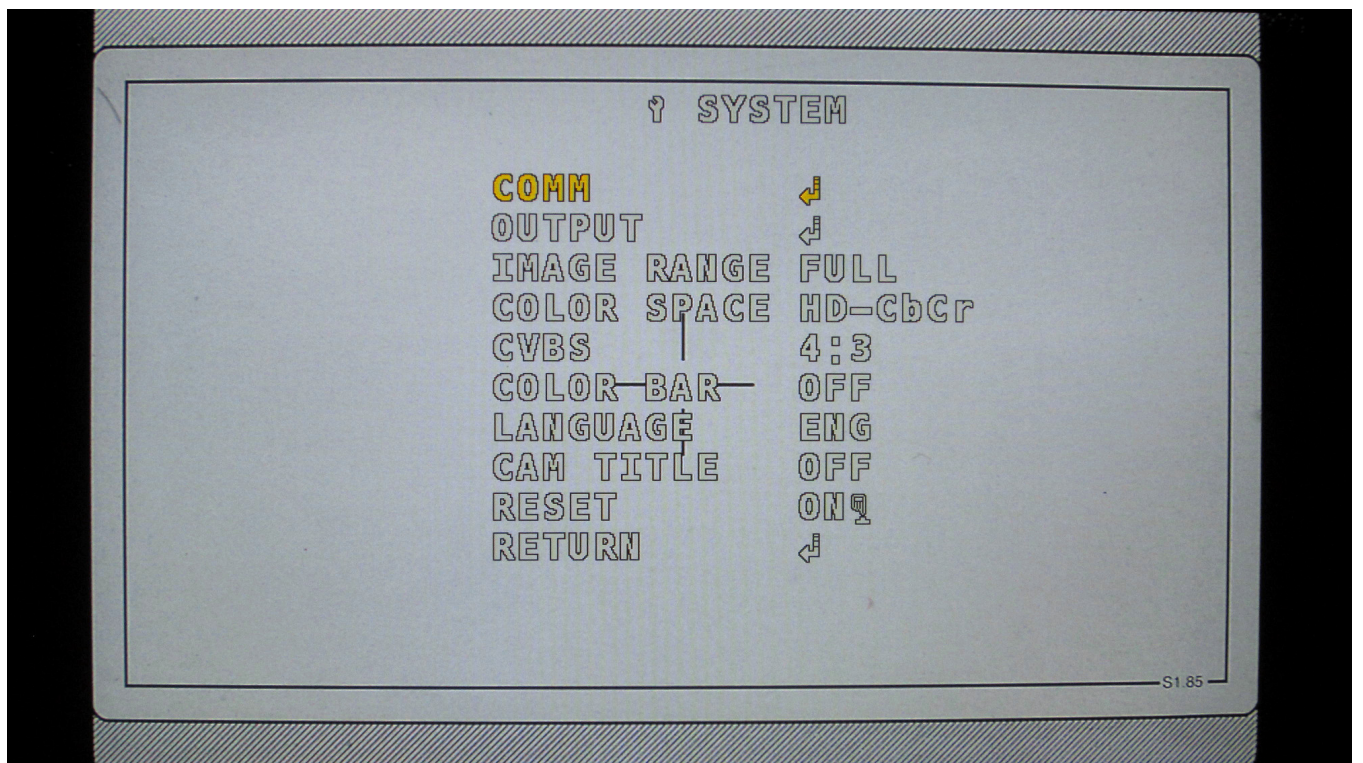 SYSTEM
COMM
OUTPUT
IMAGE RANGE FULL
COLOR SPACE HD-CbCr
CVBS 4:3
COLOR BAR OFF
LANGUAGE ENG
CAM TITLE OFF
RESET ON
RETURN
S1.85